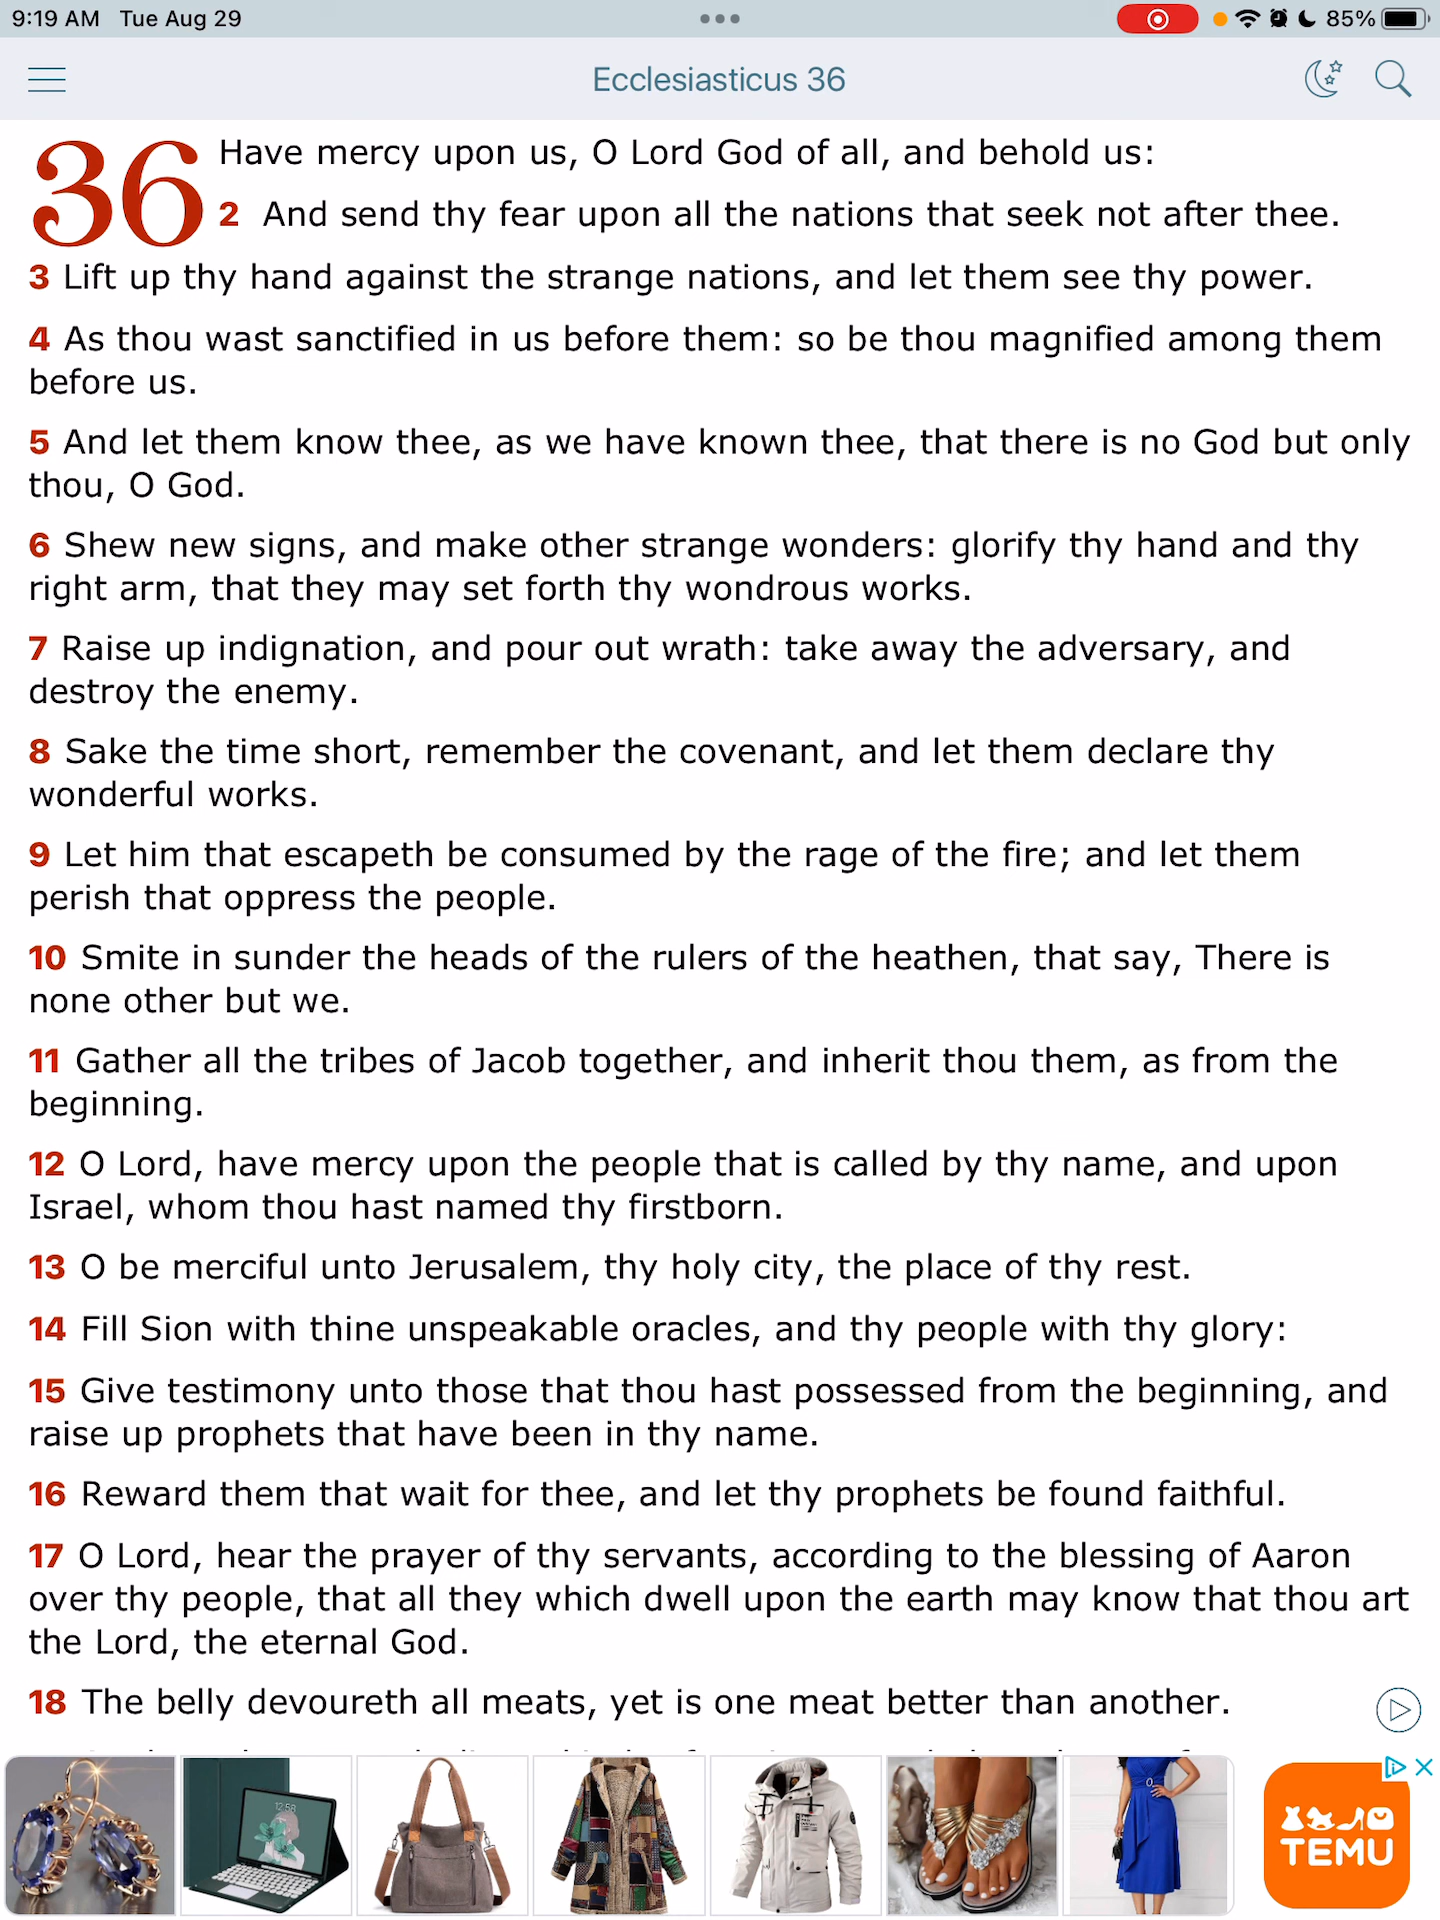 9:19 AM Tue Aug 29
85%
Ecclesiasticus 36
36 Have mercy upon us, O Lord God of all, and behold us:
2 And send thy fear upon all the nations that seek not after thee.
3 Lift up thy hand against the strange nations, and let them see thy power.
4 As thou wast sanctified in us before them: so be thou magnified among them
before us.
5 And let them know thee, as we have known thee, that there is no God but only
thou, O God.
6 Shew new signs, and make other strange wonders: glorify thy hand and thy
right arm, that they may set forth thy wondrous works.
7 Raise up indignation, and pour out wrath: take away the adversary, and
destroy the enemy.
8 Sake the time short, remember the covenant, and let them declare thy
wonderful works.
9 Let him that escapeth be consumed by the rage of the fire; and let them
perish that oppress the people.
10 Smite in sunder the heads of the rulers of the heathen, that say, There is
none other but we.
11 Gather all the tribes of Jacob together, and inherit thou them, as from the
beginning.
12 O Lord, have mercy upon the people that is called by thy name, and upon
Israel, whom thou hast named thy firstborn.
13 O be merciful unto Jerusalem, thy holy city, the place of thy rest.
14 Fill Sion with thine unspeakable oracles, and thy people with thy glory:
15 Give testimony unto those that thou hast possessed from the beginning, and
raise up prophets that have been in thy name.
16 Reward them that wait for thee, and let thy prophets be found faithful.
17 O Lord, hear the prayer of thy servants, according to the blessing of Aaron
over thy people, that all they which dwell upon the earth may know that thou art
the Lord, the eternal God.
18 The belly devoureth all meats, yet is one meat better than another.
12:56
TEMU